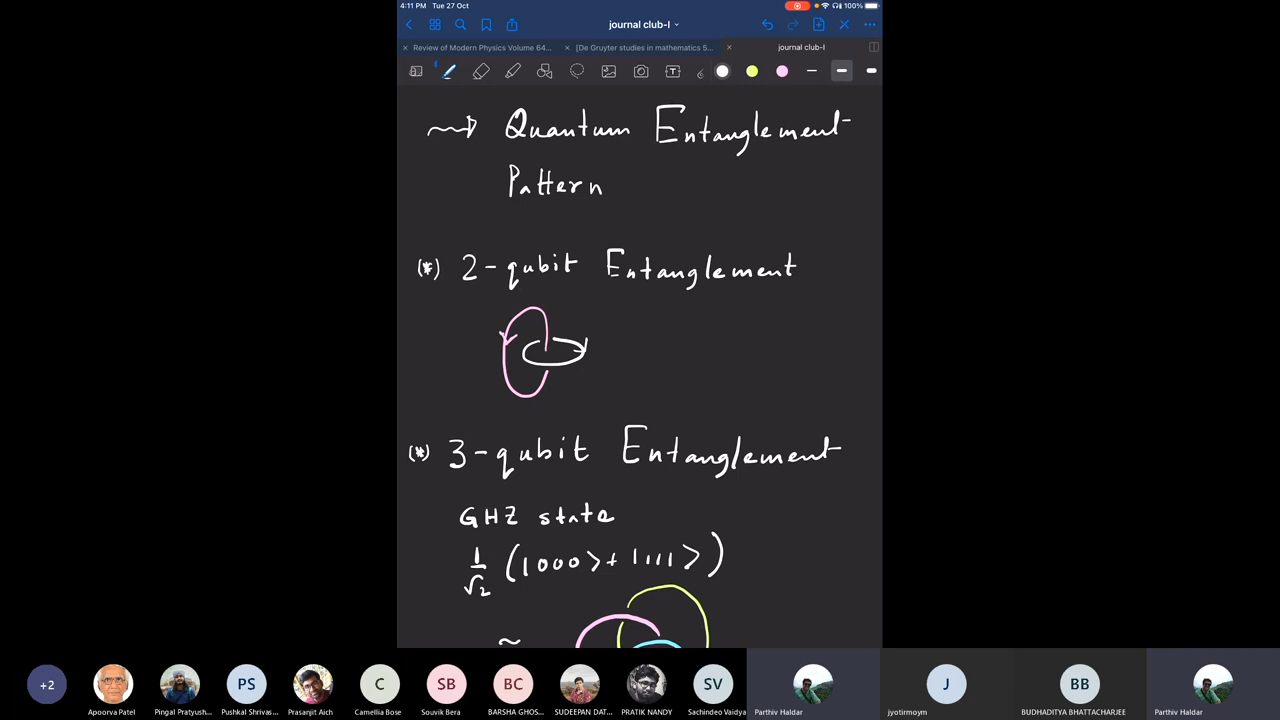 4:11 PM Tue 27 Oct
100%
journal club-I
Review of Modern Physics Volume 64...
[De Gruyter studies in mathematics 5...
journal club-I
Quantum Entanglement
Pattern
(*) 2-qubit Entanglement
(*) 3-qubit Entanglement
GHZ state
1/√2 (|000> + |111>)
~
+2
PS
C
SB
BC
SV
J
BB
Apoorva Patel
Pingal Pratyush...
Pushkal Shrivas...
Prasanjit Aich
Camellia Bose
Souvik Bera
BARSHA GHOS...
SUDEEPAN DAT...
PRATIK NANDY
Sachindeo Vaidya
Parthiv Haldar
jyotirmoym
BUDHADITYA BHATTACHARJEE
Parthiv Haldar